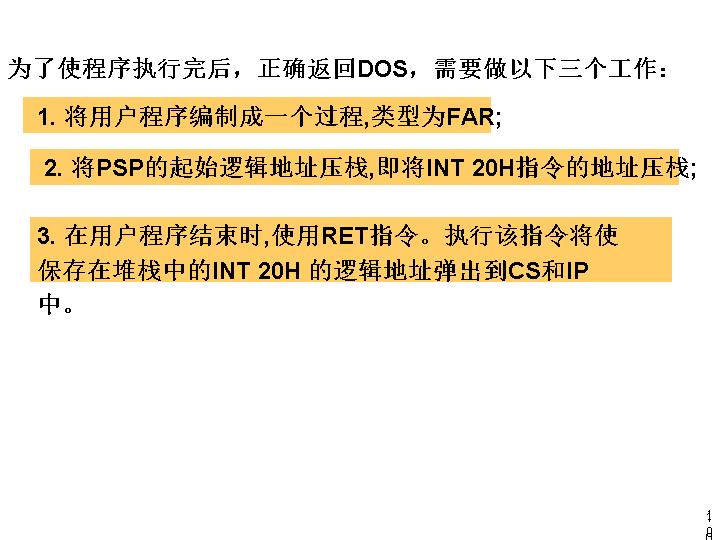 为了使程序执行完后，正确返回DOS，需要做以下三个工作：
1. 将用户程序编制成一个过程, 类型为FAR;
2. 将PSP的起始逻辑地址压栈, 即将INT 20H指令的地址压栈;
3. 在用户程序结束时, 使用RET指令。执行该指令将使
保存在堆栈中的INT 20H 的逻辑地址弹出到CS和IP
中。